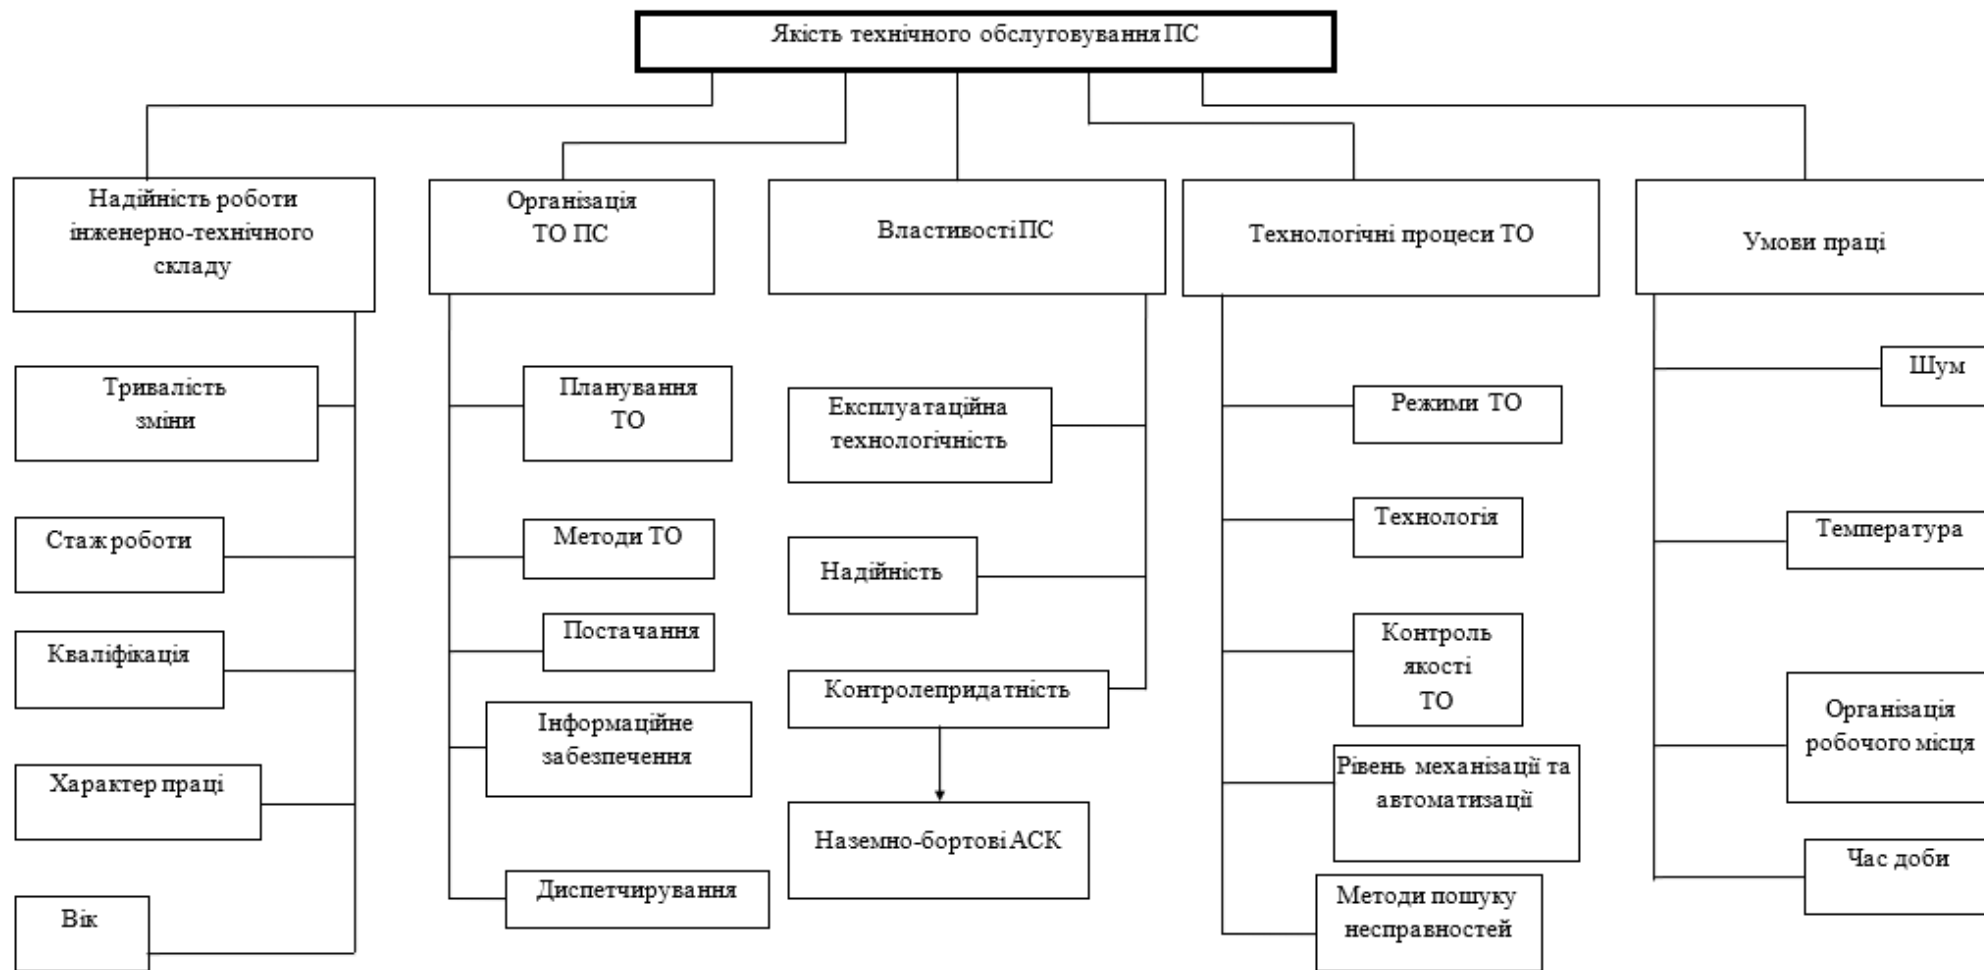 Якість технічного обслуговування ПС
Надійність роботи
інженерно-технічного
складу
Тривалість
зміни
Стаж роботи
Кваліфікація
Характер праці
Вік
Організація
ТО ПС
Планування
ТО
Методи ТО
Постачання
Інформаційне
забезпечення
Диспетчирування
Властивості ПС
Експлуатаційна
технологічність
Надійність
Контролепридатність
Наземно-бортові АСК
Технологічні процеси ТО
Режими ТО
Технологія
Контроль
якості
ТО
Рівень механізації та
автоматизації
Методи пошуку
несправностей
Умови праці
Шум
Температура
Організація
робочого місця
Час доби